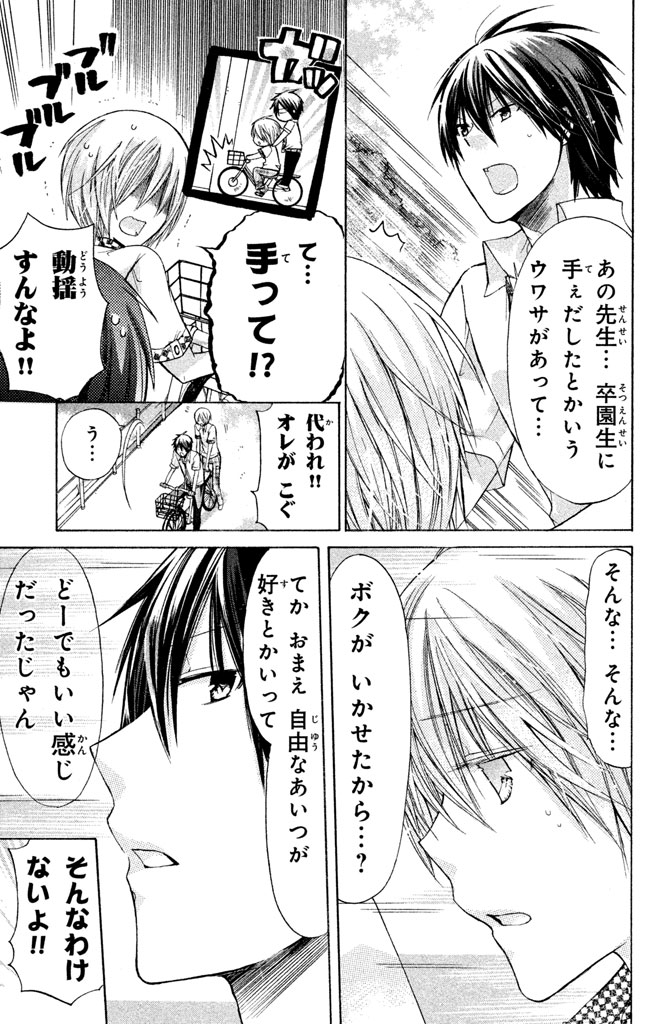 あの先生… 卒園生に
手ぇだしたとかいう
ウワサがあって…
て…
手って!?
ガッ
ブルブルブルブル
動揺
すんなよ!!
代われ!!
オレが こぐ
う…
そんな… そんな…
ボクが いかせたから…?
てか おまえ 自由なあいつが
好きとかいって
どーでもいい感じ
だったじゃん
そんなわけ
ないよ!!